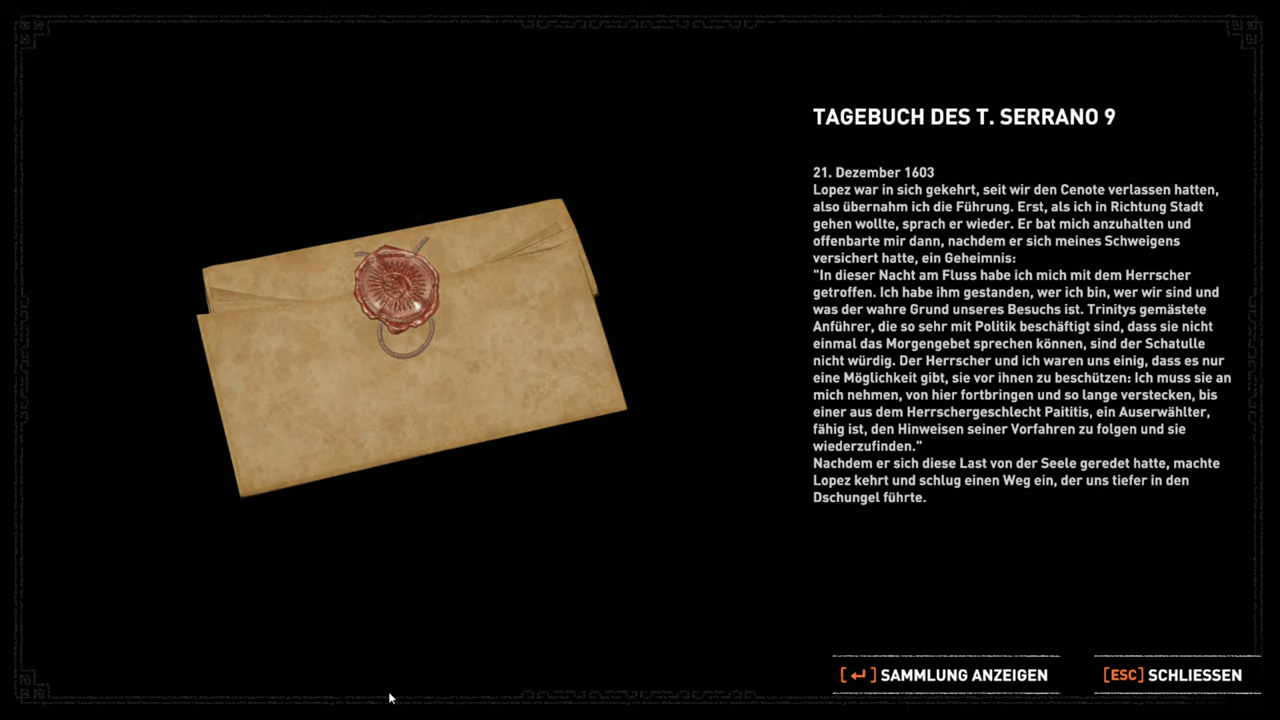 TAGEBUCH DES T. SERRANO 9
21. Dezember 1603
Lopez war in sich gekehrt, seit wir den Cenote verlassen hatten,
also übernahm ich die Führung. Erst, als ich in Richtung Stadt
gehen wollte, sprach er wieder. Er bat mich anzuhalten und
offenbarte mir dann, nachdem er sich meines Schweigens
versichert hatte, ein Geheimnis:
"In dieser Nacht am Fluss habe ich mich mit dem Herrscher
getroffen. Ich habe ihm gestanden, wer ich bin, wer wir sind und
was der wahre Grund unseres Besuchs ist. Trinitys gemästete
Anführer, die so sehr mit Politik beschäftigt sind, dass sie nicht
einmal das Morgengebet sprechen können, sind der Schatulle
nicht würdig. Der Herrscher und ich waren uns einig, dass es nur
eine Möglichkeit gibt, sie vor ihnen zu beschützen: Ich muss sie an
mich nehmen, von hier fortbringen und so lange verstecken, bis
einer aus dem Herrschergeschlecht Paititis, ein Auserwählter,
fähig ist, den Hinweisen seiner Vorfahren zu folgen und sie
wiederzufinden."
Nachdem er sich diese Last von der Seele geredet hatte, machte
Lopez kehrt und schlug einen Weg ein, der uns tiefer in den
Dschungel führte.
[↵] SAMMLUNG ANZEIGEN
[ESC] SCHLIESSEN